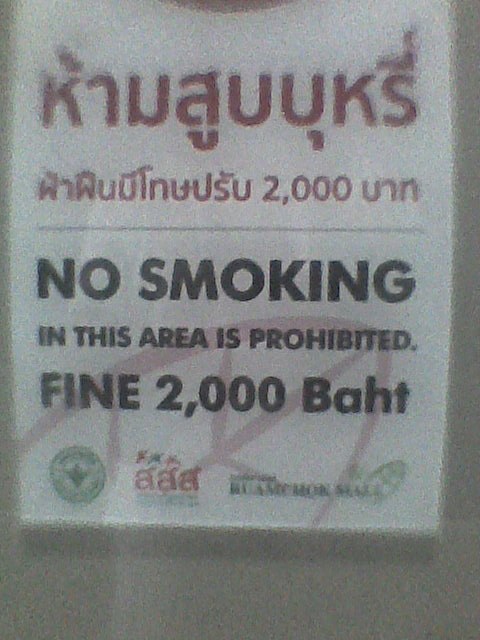 ห้ามสูบบุหรี่
ฝ่าฝืนมีโทษปรับ 2,000 บาท
NO SMOKING
IN THIS AREA IS PROHIBITED.
FINE 2,000 Baht
สสส
RUAMCHOK MALL